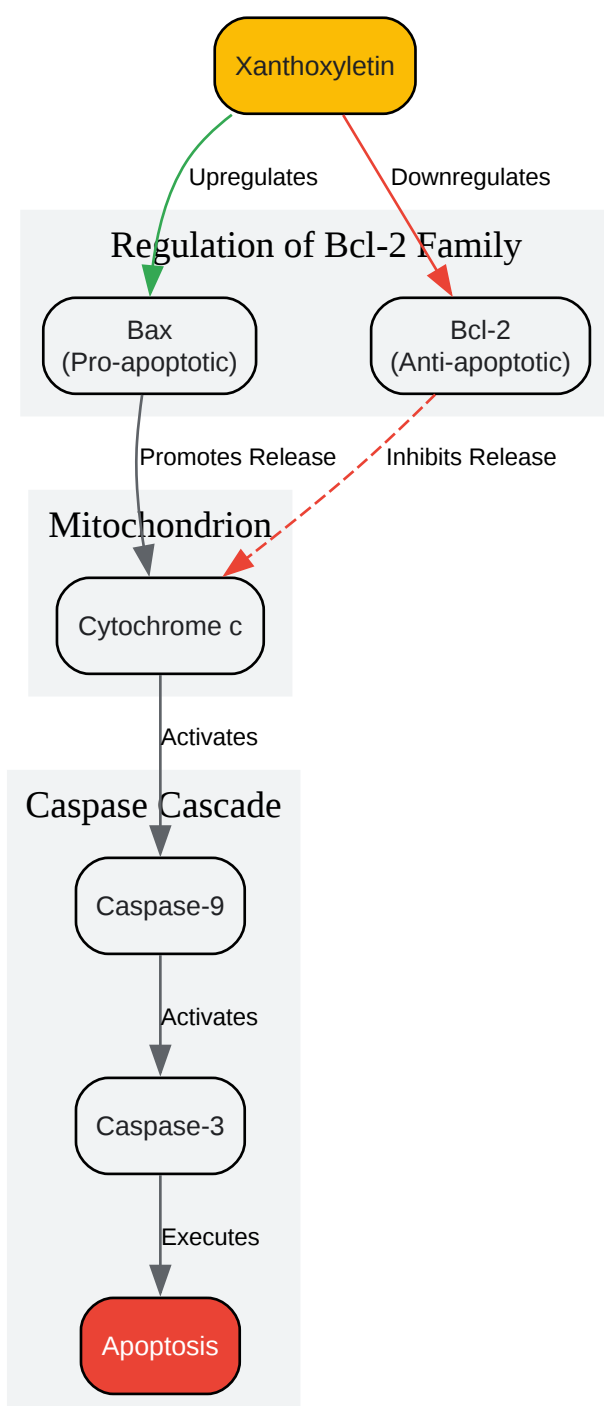 Xanthoxyletin
Upregulates
Downregulates
Regulation of Bcl-2 Family
Bax
(Pro-apoptotic)
Bcl-2
(Anti-apoptotic)
Promotes Release
Inhibits Release
Mitochondrion
Cytochrome c
Activates
Caspase Cascade
Caspase-9
Activates
Caspase-3
Executes
Apoptosis